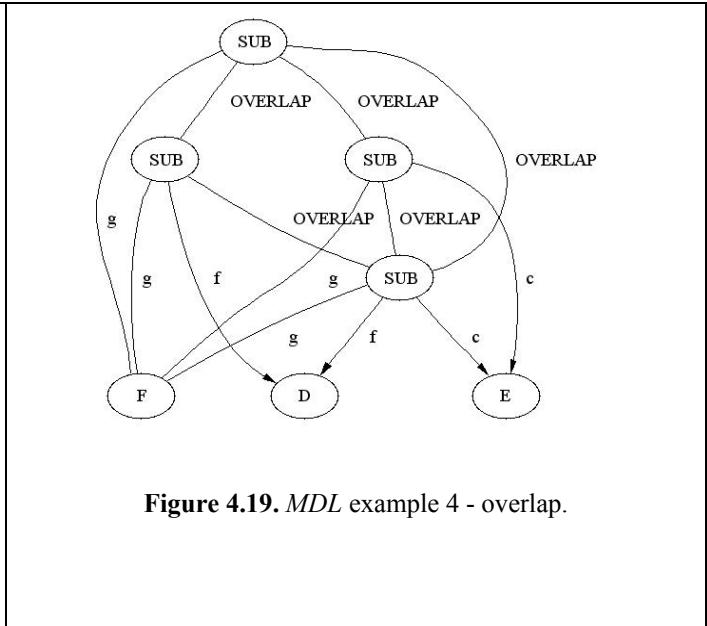 SUB
OVERLAP OVERLAP
SUB SUB OVERLAP
g OVERLAP OVERLAP
g f g SUB c
g f c
F D E
Figure 4.19. MDL example 4 - overlap.